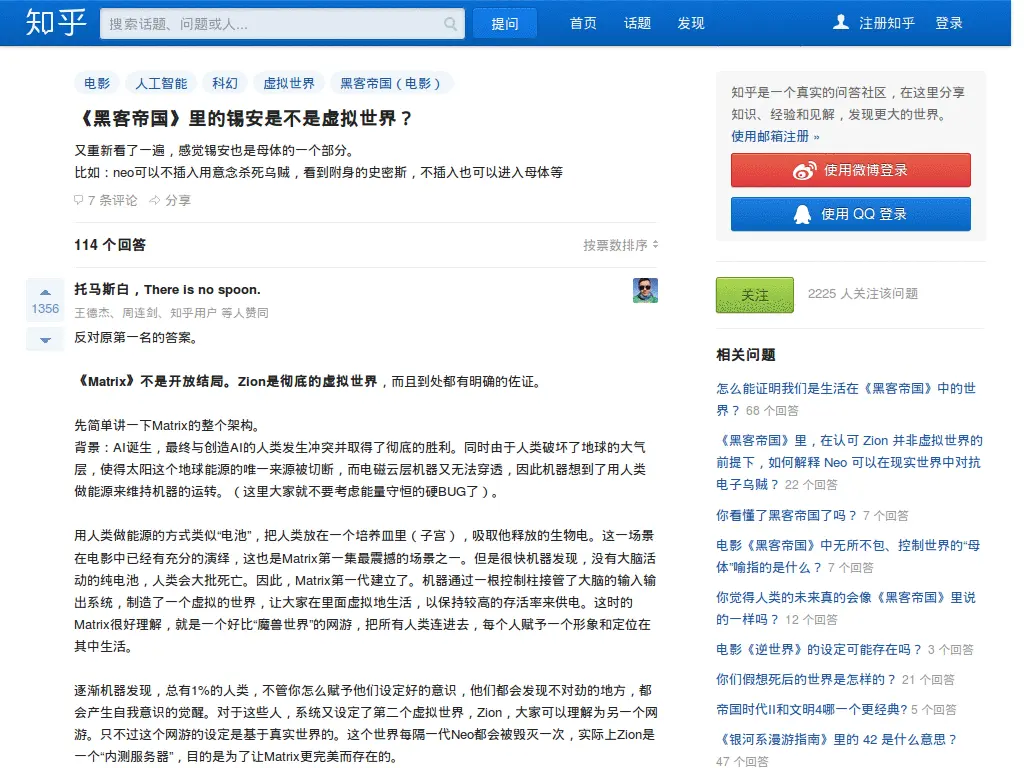 知乎
搜索话题、问题或人...
提问
首页 话题 发现
注册知乎 登录
电影 人工智能 科幻 虚拟世界 黑客帝国（电影）
《黑客帝国》里的锡安是不是虚拟世界？
又重新看了一遍，感觉锡安也是母体的一个部分。
比如：neo可以不插入用意念杀死乌贼，看到附身的史密斯，不插入也可以进入母体等
7 条评论 分享
114 个回答
按票数排序
1356
托马斯白，There is no spoon.
王德杰、周连剑、知乎用户 等人赞同
反对原第一名的答案。
《Matrix》不是开放结局。Zion是彻底的虚拟世界，而且到处都有明确的佐证。
先简单讲一下Matrix的整个架构。
背景：AI诞生，最终与创造AI的人类发生冲突并取得了彻底的胜利。同时由于人类破坏了地球的大气
层，使得太阳这个地球能源的唯一来源被切断，而电磁云层机器又无法穿透，因此机器想到了用人类
做能源来维持机器的运转。（这里大家就不要考虑能量守恒的硬BUG了）。
用人类做能源的方式类似“电池”，把人类放在一个培养皿里（子宫），吸取他释放的生物电。这一场景
在电影中已经有充分的演绎，这也是Matrix第一集最震撼的场景之一。但是很快机器发现，没有大脑活
动的纯电池，人类会大批死亡。因此，Matrix第一代建立了。机器通过一根控制柱接管了大脑的输入输
出系统，制造了一个虚拟的世界，让大家在里面虚拟地生活，以保持较高的存活率来供电。这时的
Matrix很好理解，就是一个好比“魔兽世界”的网游，把所有人类连进去，每个人赋予一个形象和定位在
其中生活。
逐渐机器发现，总有1%的人类，不管你怎么赋予他们设定好的意识，他们都会发现不对劲的地方，都
会产生自我意识的觉醒。对于这些人，系统又设定了第二个虚拟世界，Zion，大家可以理解为另一个网
游。只不过这个网游的设定是基于真实世界的。这个世界每隔一代Neo都会被毁灭一次，实际上Zion是
一个“内测服务器”，目的是为了让Matrix更完美而存在的。
知乎是一个真实的问答社区，在这里分享
知识、经验和见解，发现更大的世界。
使用邮箱注册 »
使用微博登录
使用 QQ 登录
关注
2225 人关注该问题
相关问题
怎么能证明我们是生活在《黑客帝国》中的世
界？ 68 个回答
《黑客帝国》里，在认可 Zion 并非虚拟世界的
前提下，如何解释 Neo 可以在现实世界中对抗
电子乌贼？ 22 个回答
你看懂了黑客帝国了吗？ 7 个回答
电影《黑客帝国》中无所不包、控制世界的“母
体”喻指的是什么？ 7 个回答
你觉得人类的未来真的会像《黑客帝国》里说
的一样吗？ 12 个回答
电影《逆世界》的设定可能存在吗？ 3 个回答
你们假想死后的世界是怎样的？ 21 个回答
帝国时代II和文明4哪一个更经典? 5 个回答
《银河系漫游指南》里的 42 是什么意思？
47 个回答